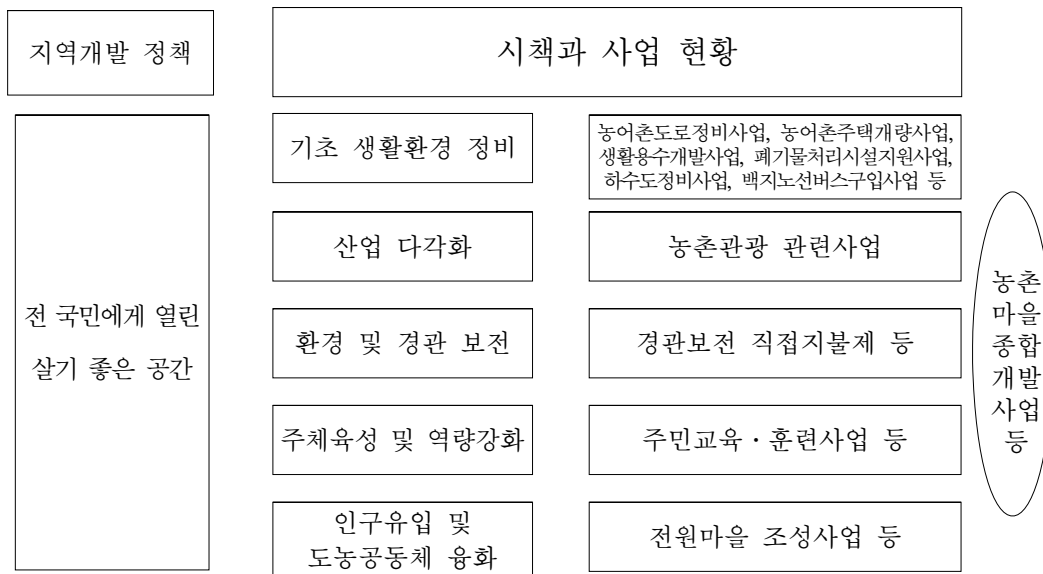 지역개발 정책
시책과 사업 현황
전 국민에게 열린
살기 좋은 공간
기초 생활환경 정비
농어촌도로정비사업, 농어촌주택개량사업,
생활용수개발사업, 폐기물처리시설지원사업,
하수도정비사업, 백지노선버스구입사업 등
산업 다각화
농촌관광 관련사업
환경 및 경관 보전
경관보전 직접지불제 등
주체육성 및 역량강화
주민교육·훈련사업 등
인구유입 및
도농공동체 융화
전원마을 조성사업 등
농촌
마을
종합
개발
사업
등